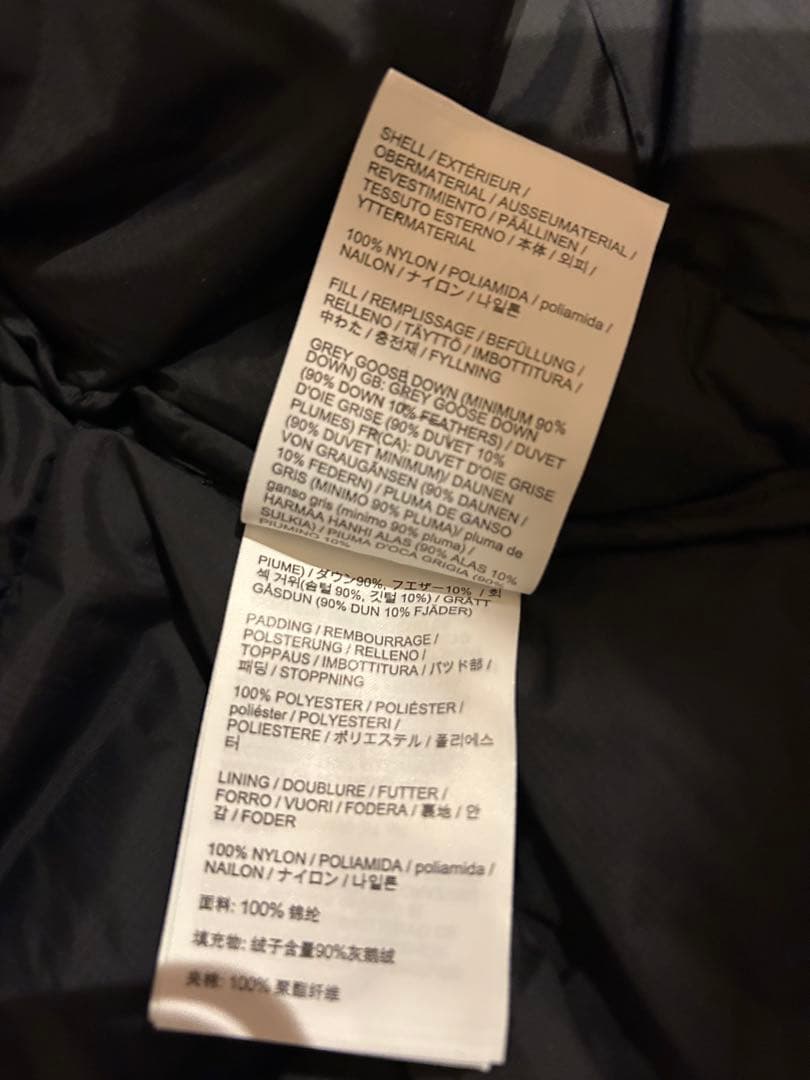 SHELL / EXTÉRIEUR /
OBERMATERIAL / AUSSEUMATERIAL /
REVESTIMIENTO / PÄÄLLINEN /
TESSUTO ESTERNO / 本体 / 외피 /
YTTERMATERIAL
100% NYLON / POLIAMIDA / poliamida /
NAILON / ナイロン / 나일론
FILL / REMPLISSAGE / BEFÜLLUNG /
RELLENO / TÄYTTÖ / IMBOTTITURA /
中わた / 충전재 / FYLLNING
GREY GOOSE DOWN (MINIMUM 90%
DOWN) GB: GREY GOOSE DOWN
(90% DOWN 10% FEATHERS) / DUVET
D'OIE GRISE (90% DUVET 10%
PLUMES) FR(CA): DUVET D'OIE GRISE
(90% DUVET MINIMUM)/ DAUNEN
VON GRAUGÄNSEN (90% DAUNEN /
10% FEDERN) / PLUMA DE GANSO
GRIS (MINIMO 90% PLUMA)/ pluma de
ganso gris (mínimo 90% pluma) /
HARMAA HANHI ALAS (90% ALAS 10%
SULKIA) / PIUMA D'OCA GRIGIA (90%
PIUMINO 10%
PIUME) / ダウン90%, フエザー10% / 회
색 거위(솜털 90%, 깃털 10%) / GRÅTT
GÅSDUN (90% DUN 10% FJÄDER)
PADDING / REMBOURRAGE /
POLSTERUNG / RELLENO /
TOPPAUS / IMBOTTITURA / パッド部 /
패딩 / STOPPNING
100% POLYESTER / POLIÉSTER /
poliéster / POLYESTERI /
POLIESTERE / ポリエステル / 폴리에스
터
LINING / DOUBLURE / FUTTER /
FORRO / VUORI / FODERA / 裏地 / 안
감 / FODER
100% NYLON / POLIAMIDA / poliamida /
NAILON / ナイロン / 나일론
面料: 100% 锦纶
填充物: 绒子含量90%灰鹅绒
夹棉: 100% 聚酯纤维